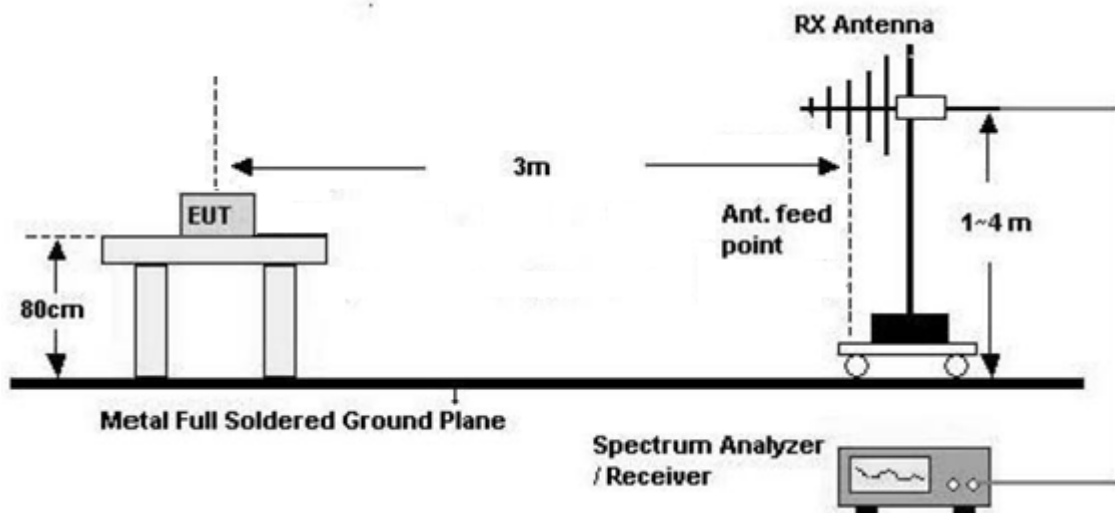 RX Antenna
3m
EUT
Ant. feed
point
1~4 m
80cm
Metal Full Soldered Ground Plane
Spectrum Analyzer
/ Receiver